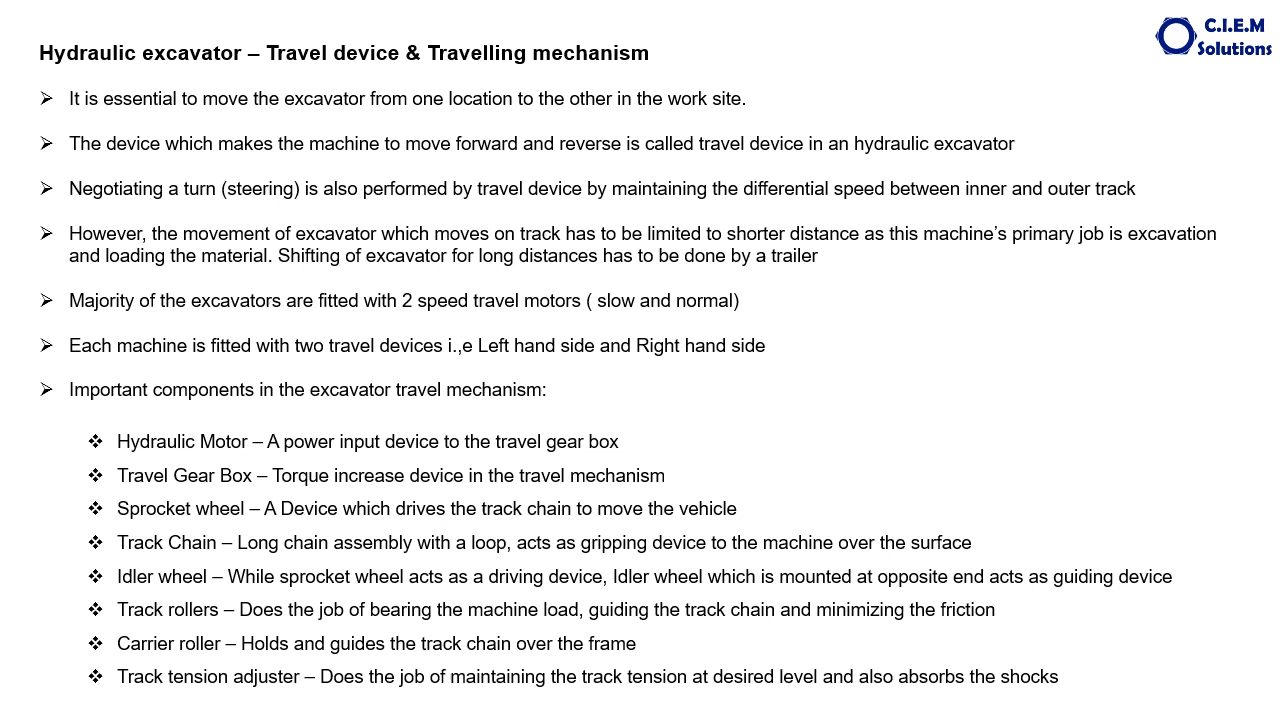 C.I.E.M
Solutions
Hydraulic excavator – Travel device & Travelling mechanism
➢ It is essential to move the excavator from one location to the other in the work site.
➢ The device which makes the machine to move forward and reverse is called travel device in an hydraulic excavator
➢ Negotiating a turn (steering) is also performed by travel device by maintaining the differential speed between inner and outer track
➢ However, the movement of excavator which moves on track has to be limited to shorter distance as this machine’s primary job is excavation
and loading the material. Shifting of excavator for long distances has to be done by a trailer
➢ Majority of the excavators are fitted with 2 speed travel motors ( slow and normal)
➢ Each machine is fitted with two travel devices i.,e Left hand side and Right hand side
➢ Important components in the excavator travel mechanism:
❖ Hydraulic Motor – A power input device to the travel gear box
❖ Travel Gear Box – Torque increase device in the travel mechanism
❖ Sprocket wheel – A Device which drives the track chain to move the vehicle
❖ Track Chain – Long chain assembly with a loop, acts as gripping device to the machine over the surface
❖ Idler wheel – While sprocket wheel acts as a driving device, Idler wheel which is mounted at opposite end acts as guiding device
❖ Track rollers – Does the job of bearing the machine load, guiding the track chain and minimizing the friction
❖ Carrier roller – Holds and guides the track chain over the frame
❖ Track tension adjuster – Does the job of maintaining the track tension at desired level and also absorbs the shocks